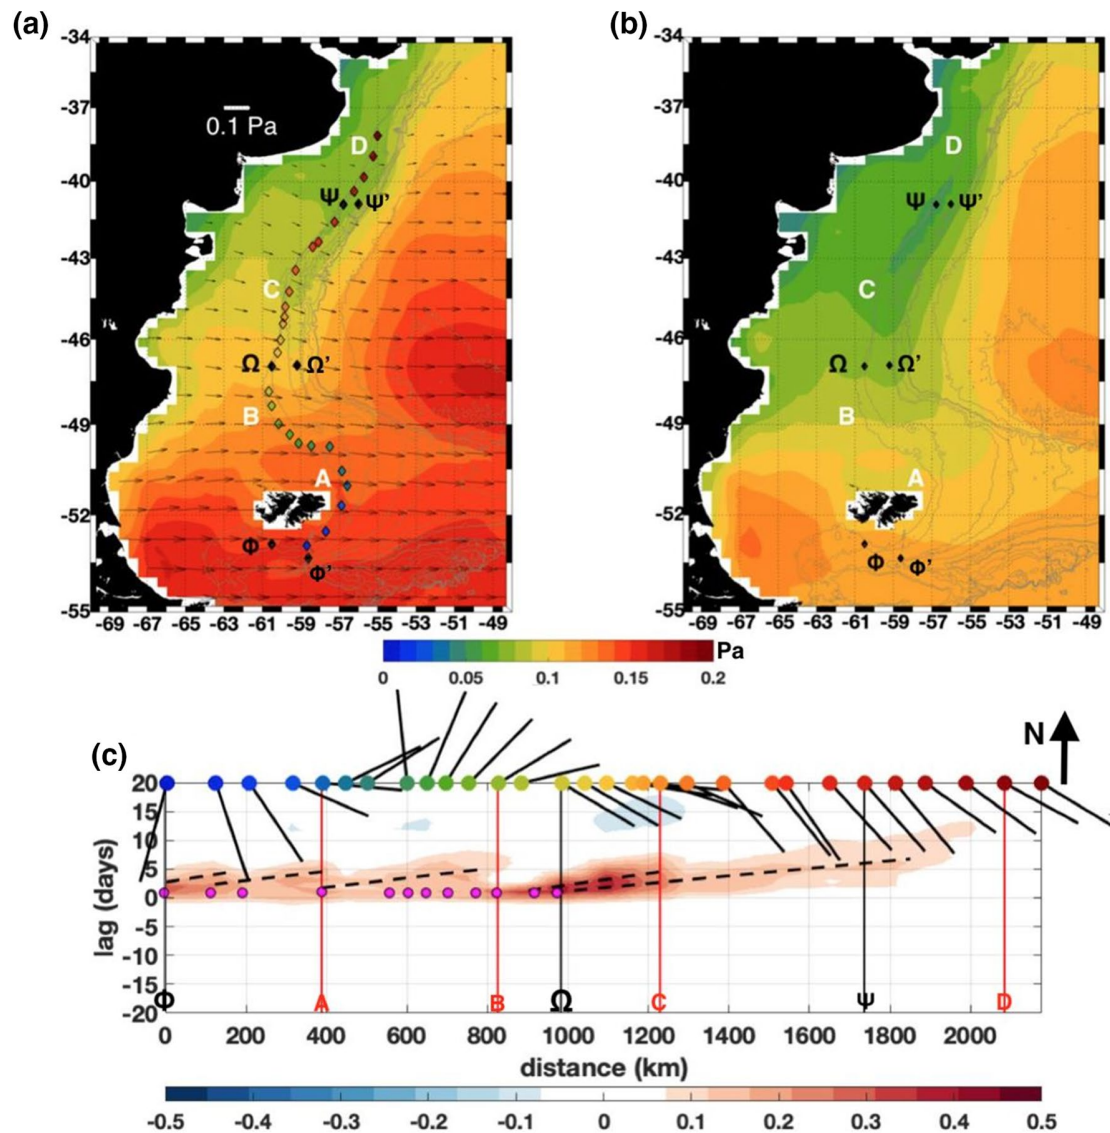 (a)
(b)
-34
-37
-40
-43
-46
-49
-52
-55
-69 -67 -65 -63 -61 -59 -57 -55 -53 -51 -49
0.1 Pa
D
Ψ Ψ’
C
Ω Ω’
B
A
Φ
Φ’
-34
-37
-40
-43
-46
-49
-52
-55
-69 -67 -65 -63 -61 -59 -57 -55 -53 -51 -49
D
Ψ Ψ’
C
Ω Ω’
B
A
Φ Φ’
Pa
0 0.05 0.1 0.15 0.2
(c)
N
lag (days)
20
15
10
5
0
-5
-10
-15
-20
Φ A B Ω C Ψ D
0 200 400 600 800 1000 1200 1400 1600 1800 2000
distance (km)
-0.5 -0.4 -0.3 -0.2 -0.1 0 0.1 0.2 0.3 0.4 0.5